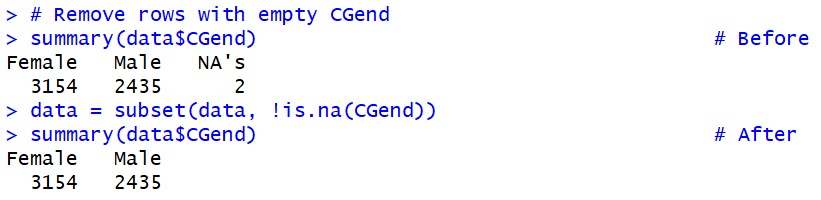 > # Remove rows with empty CGend
> summary(data$CGend) # Before
Female Male NA's
3154 2435 2
> data = subset(data, !is.na(CGend))
> summary(data$CGend) # After
Female Male
3154 2435